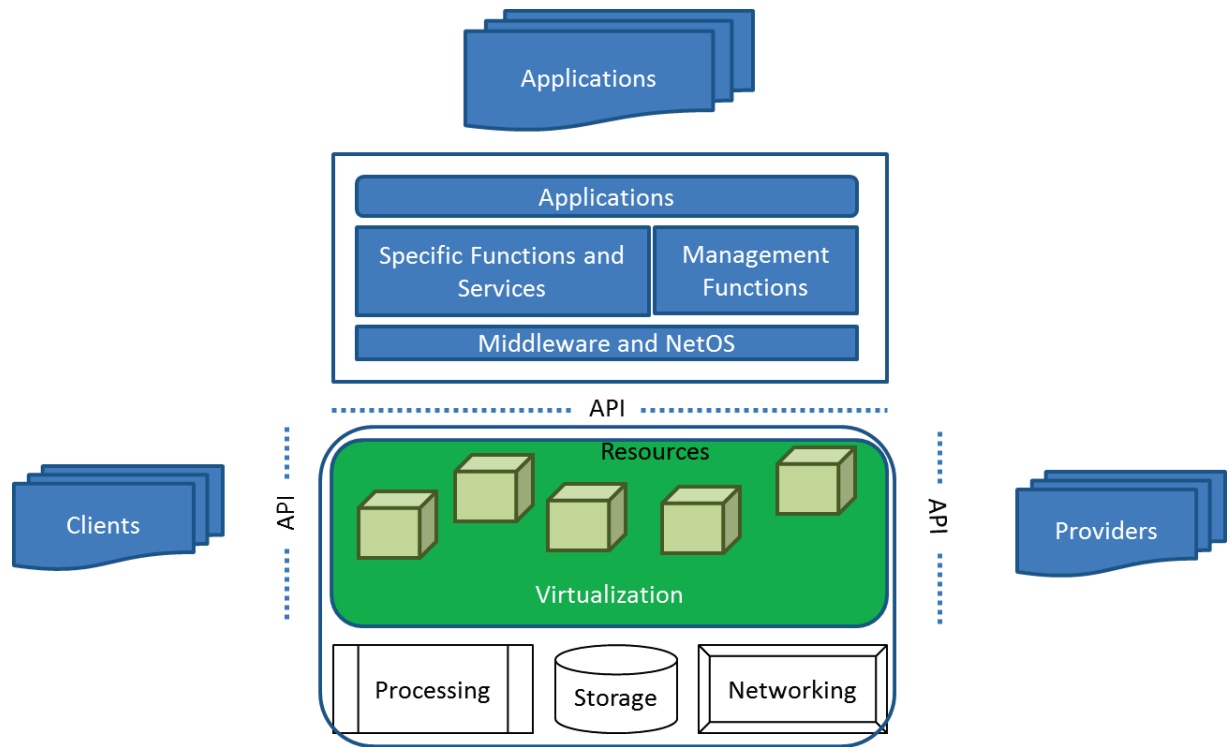 Applications
Applications
Specific Functions and
Services
Management
Functions
Middleware and NetOS
API
Resources
Clients
API
API
Providers
Virtualization
Processing
Storage
Networking